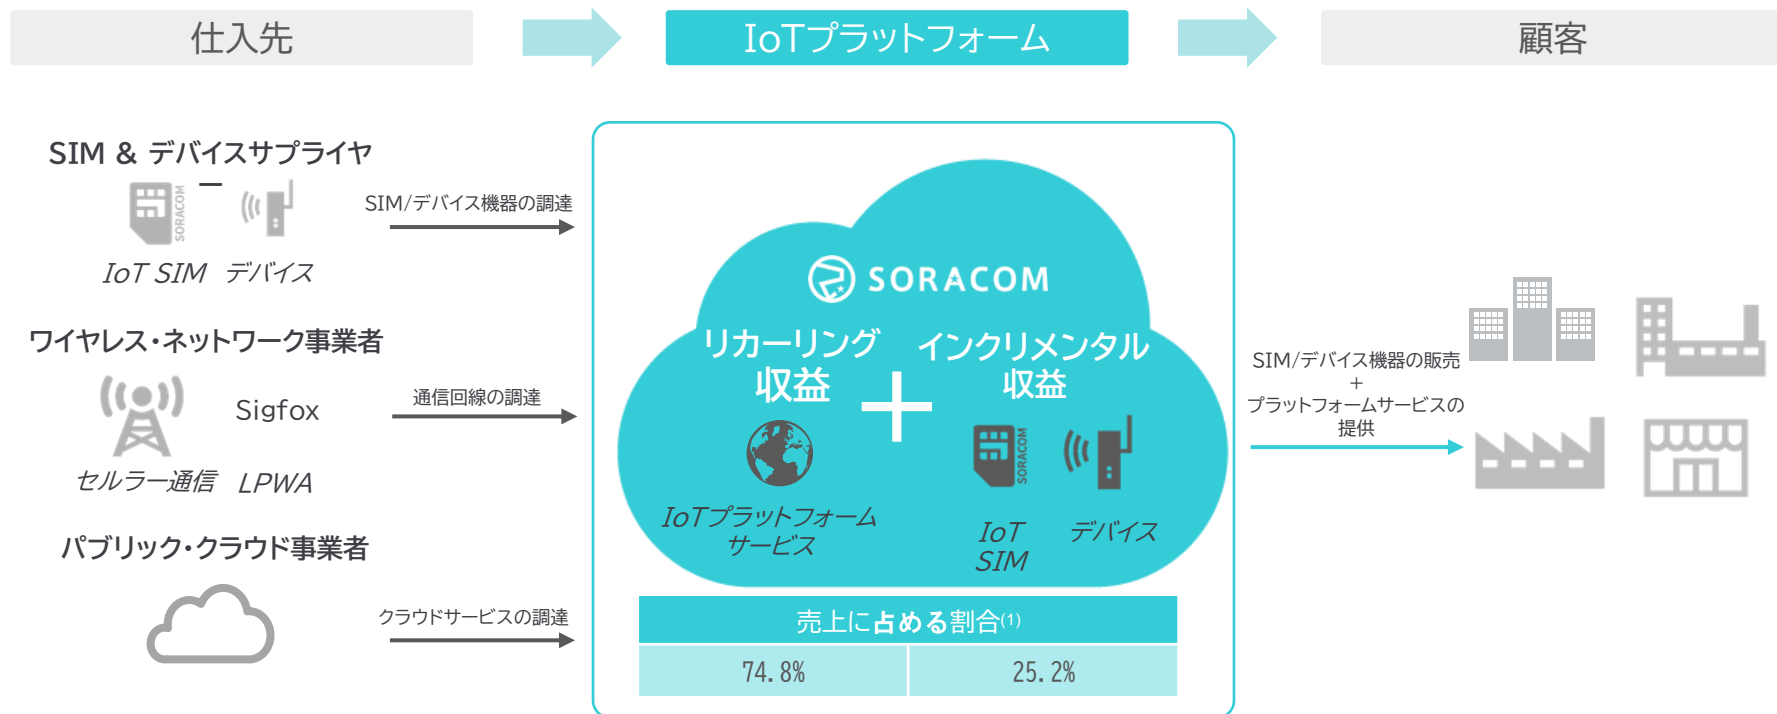 仕入先
IoTプラットフォーム
顧客
SIM & デバイスサプライヤ
ー
SORACOM
IoT SIM デバイス
SIM/デバイス機器の調達
ワイヤレス・ネットワーク事業者
Sigfox
セルラー通信 LPWA
通信回線の調達
パブリック・クラウド事業者
クラウドサービスの調達
SORACOM
リカーリング
収益
+
インクリメンタル
収益
SORACOM
IoTプラットフォーム
サービス
IoT
SIM
デバイス
売上に占める割合(1)
74.8% 25.2%
SIM/デバイス機器の販売
+
プラットフォームサービスの
提供